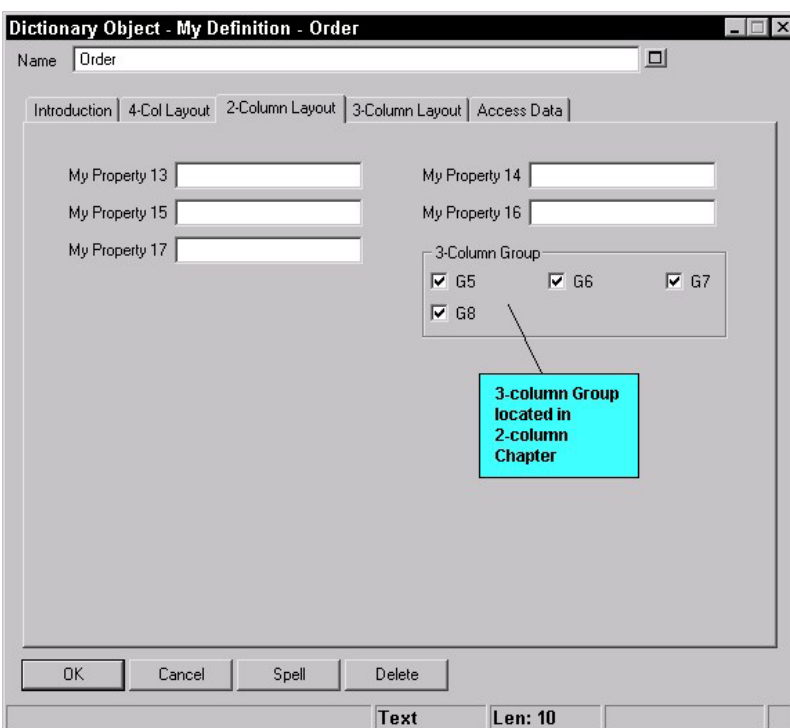 Dictionary Object - My Definition - Order
Name Order
Introduction 4-Col Layout 2-Column Layout 3-Column Layout Access Data
My Property 13 My Property 14
My Property 15 My Property 16
My Property 17
3-Column Group
G5 G6 G7
G8
3-column Group
located in
2-column
Chapter
OK Cancel Spell Delete
Text Len: 10